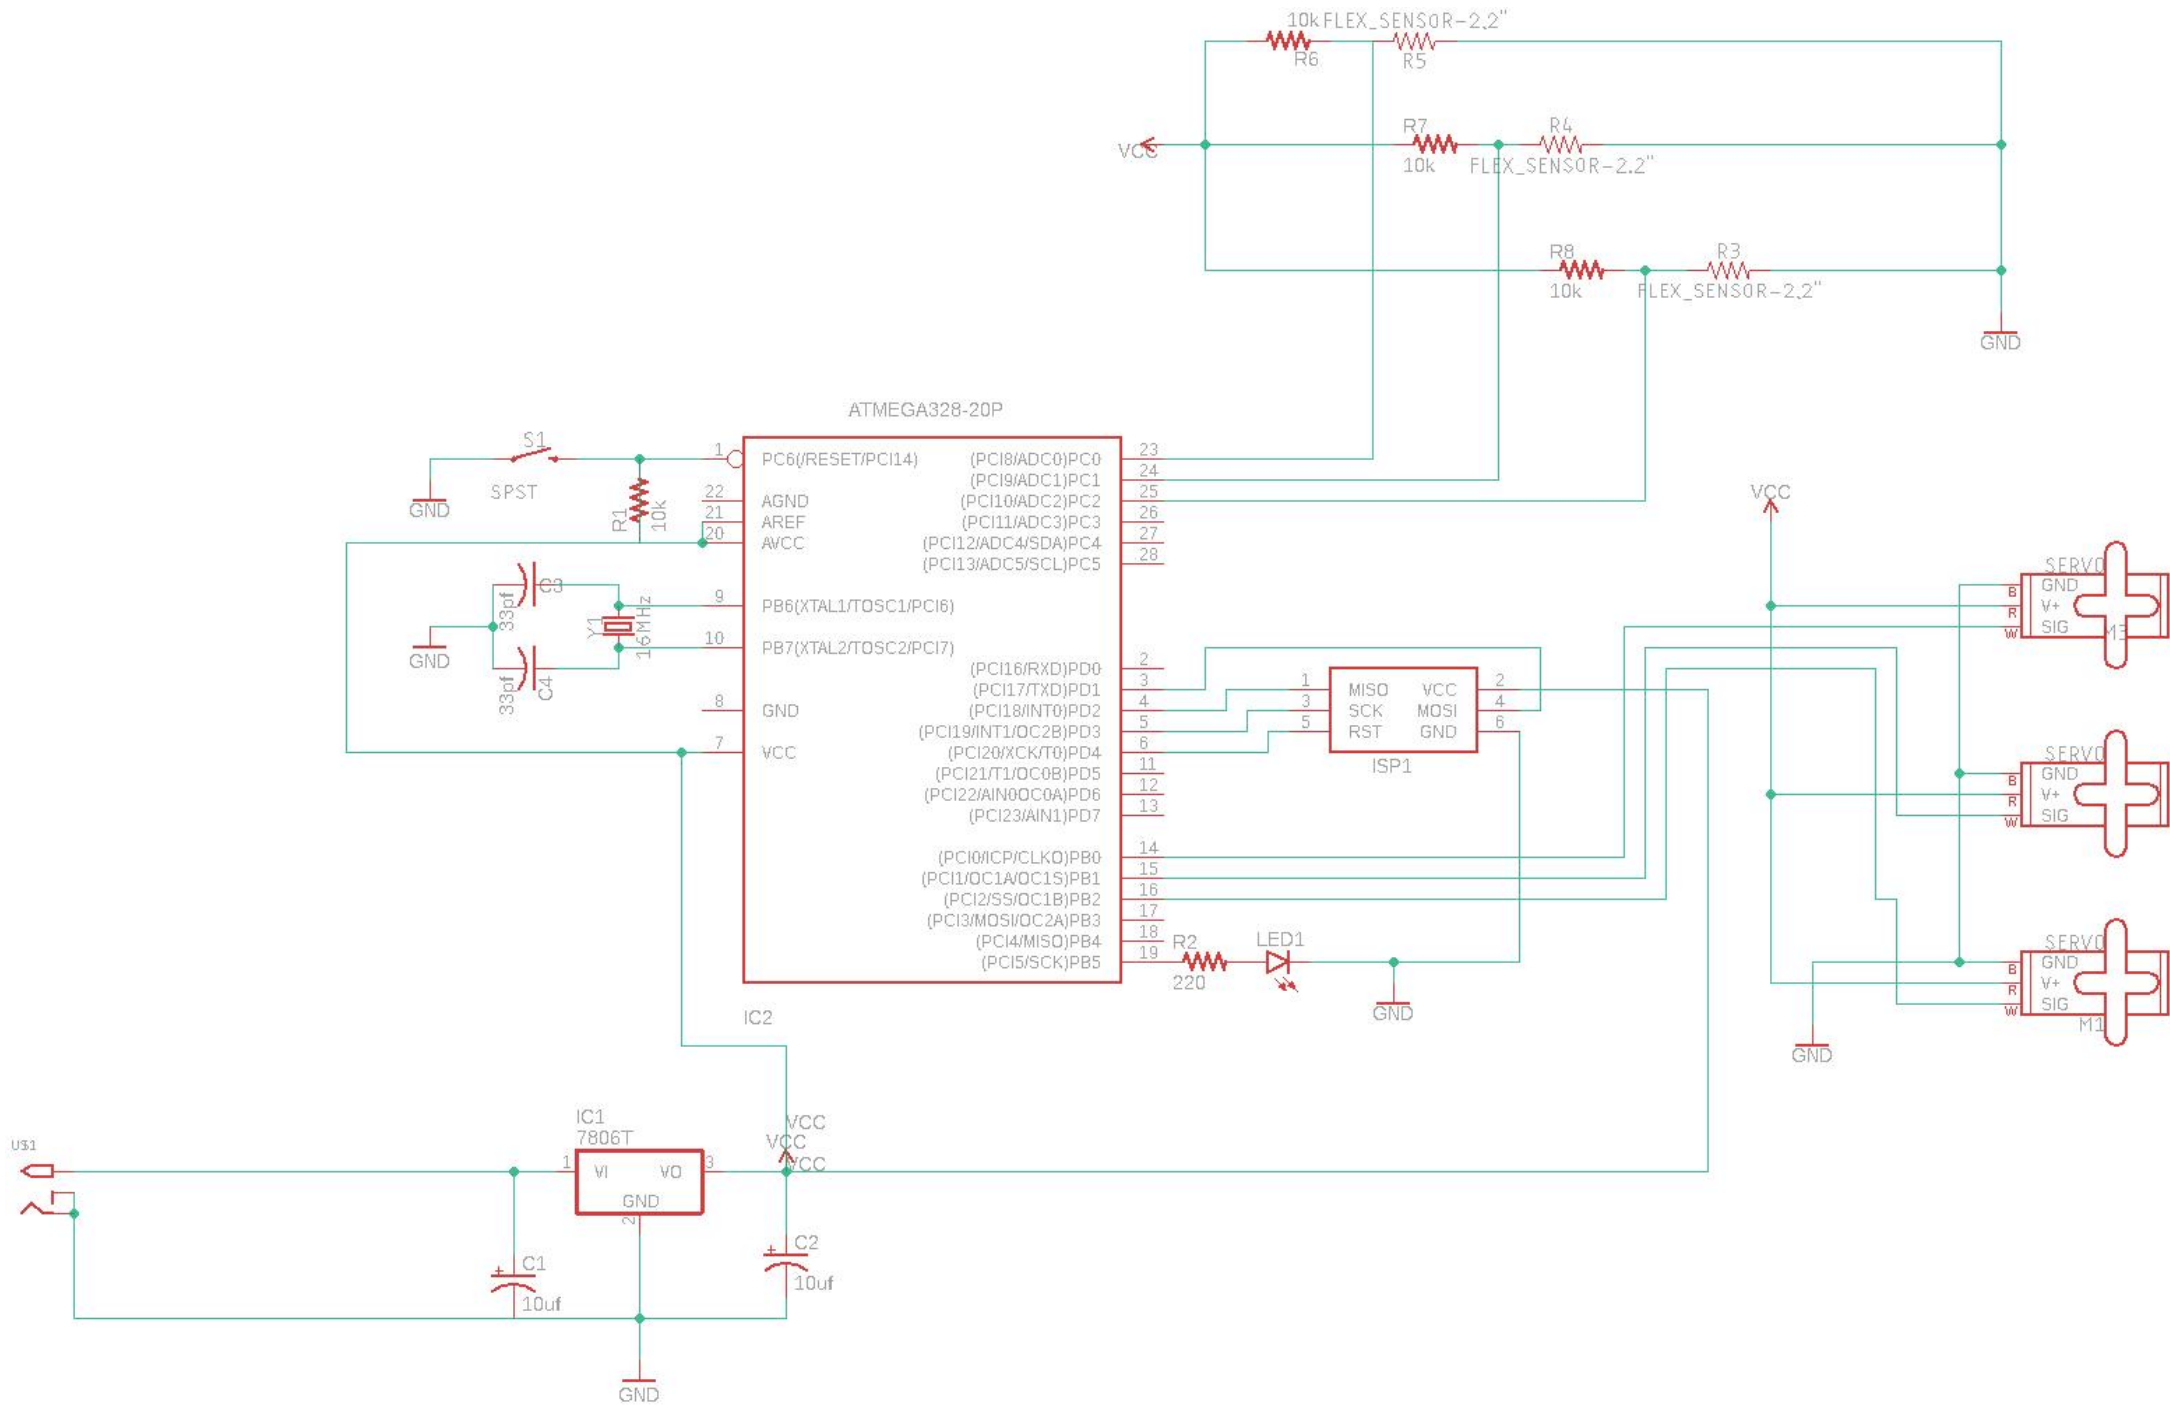 10k FLEX_SENSOR-2.2"
R6
R5
R7
R4
VCC
10k
FLEX_SENSOR-2.2"
R8
R3
10k
FLEX_SENSOR-2.2"
GND
ATMEGA328-20P
S1
SPST
GND
R1
10k
1
PC6(/RESET/PCI14)
22
AGND
21
AREF
20
AVCC
9
PB6(XTAL1/TOSC1/PCI6)
10
PB7(XTAL2/TOSC2/PCI7)
8
GND
7
VCC
C3
33pf
Y1
16MHz
GND
33pf
C4
(PCI8/ADC0)PC0
23
(PCI9/ADC1)PC1
24
(PCI10/ADC2)PC2
25
(PCI11/ADC3)PC3
26
(PCI12/ADC4/SDA)PC4
27
(PCI13/ADC5/SCL)PC5
28
(PCI16/RXD)PD0
2
(PCI17/TXD)PD1
3
(PCI18/INT0)PD2
4
(PCI19/INT1/OC2B)PD3
5
(PCI20/XCK/T0)PD4
6
(PCI21/T1/OC0B)PD5
11
(PCI22/AIN0OC0A)PD6
12
(PCI23/AIN1)PD7
13
(PCI0/ICP/CLKO)PB0
14
(PCI1/OC1A/OC1S)PB1
15
(PCI2/SS/OC1B)PB2
16
(PCI3/MOSI/OC2A)PB3
17
(PCI4/MISO)PB4
18
(PCI5/SCK)PB5
19
IC2
1 MISO VCC 2
3 SCK MOSI 4
5 RST GND 6
ISP1
R2
220
LED1
GND
VCC
SERVO
B GND
R V+
W SIG
M3
SERVO
B GND
R V+
W SIG
SERVO
B GND
R V+
W SIG
M1
GND
U$1
IC1
7806T
1 VI VO 3
GND
2
VCC
VCC
VCC
C1
10uf
C2
10uf
GND